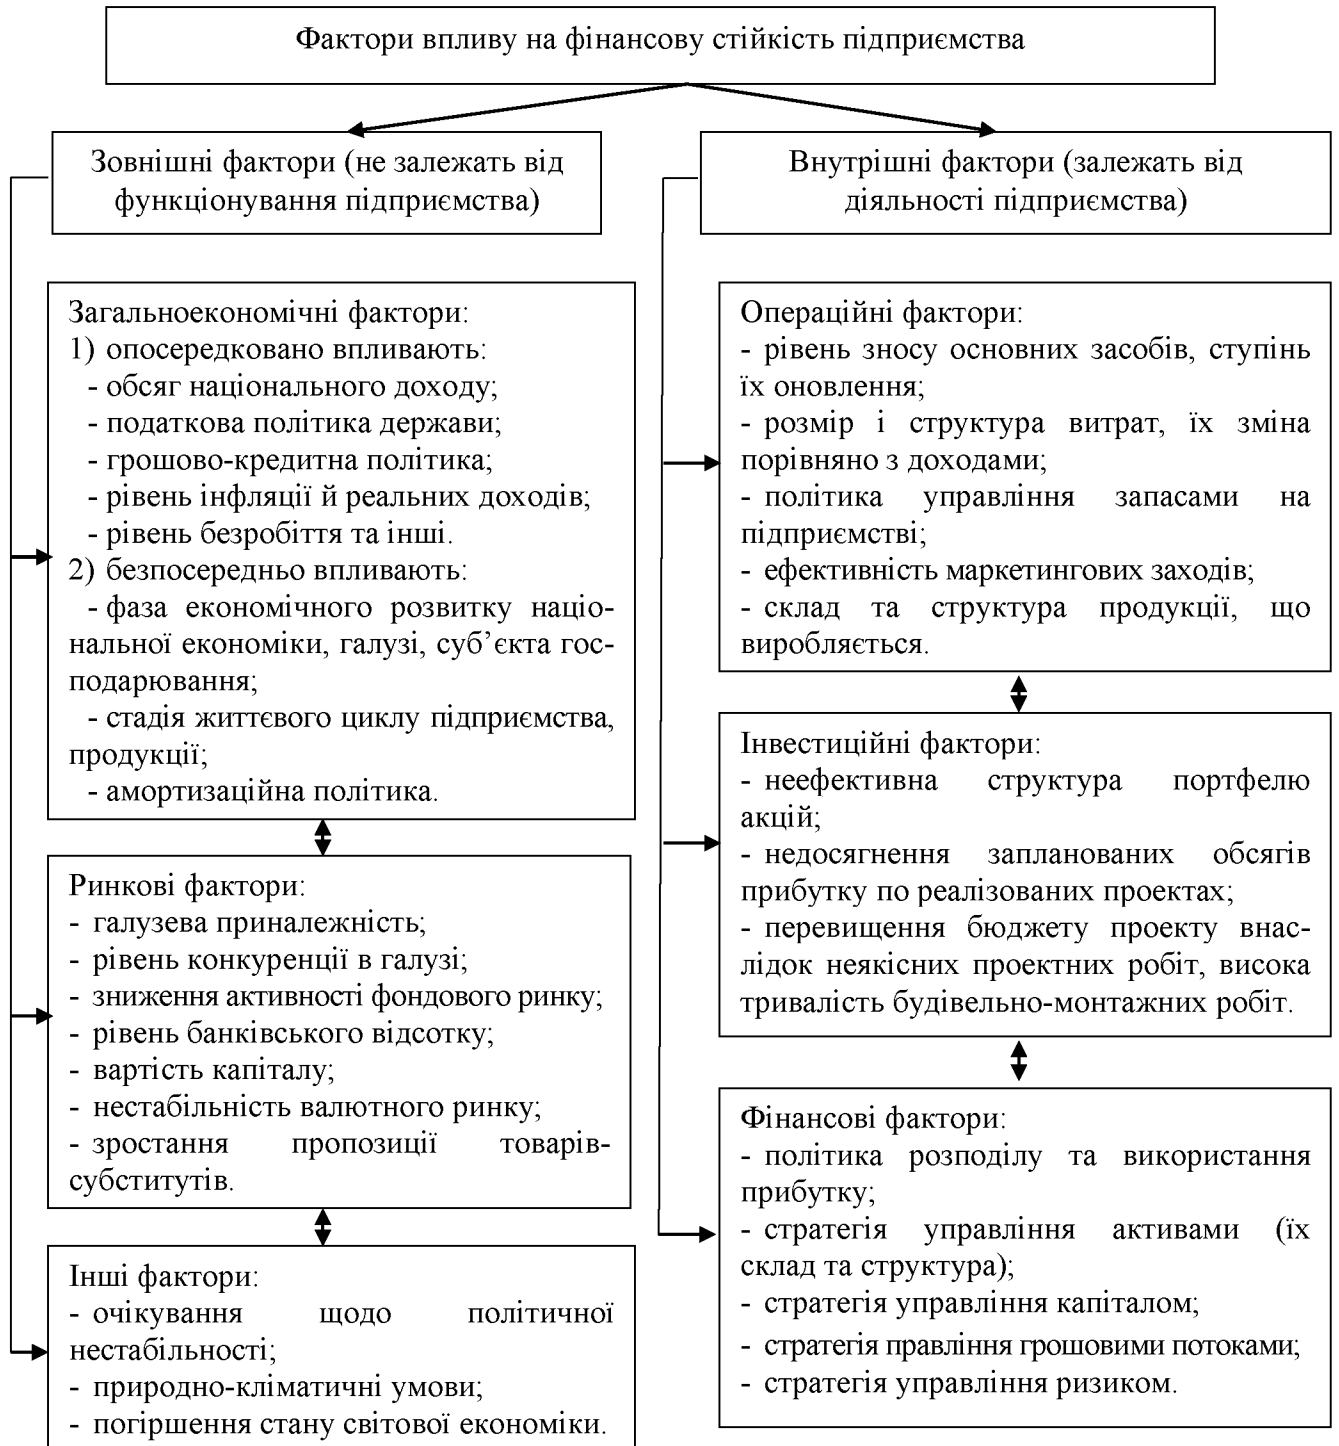 Фактори впливу на фінансову стійкість підприємства
Зовнішні фактори (не залежать від
функціонування підприємства)
Загальноекономічні фактори:
1) опосередковано впливають:
- обсяг національного доходу;
- податкова політика держави;
- грошово-кредитна політика;
- рівень інфляції й реальних доходів;
- рівень безробіття та інші.
2) безпосередньо впливають:
- фаза економічного розвитку наці-
ональної економіки, галузі, суб’єкта гос-
подарювання;
- стадія життєвого циклу підприємства,
продукції;
- амортизаційна політика.
Ринкові фактори:
- галузева приналежність;
- рівень конкуренції в галузі;
- зниження активності фондового ринку;
- рівень банківського відсотку;
- вартість капіталу;
- нестабільність валютного ринку;
- зростання пропозиції товарів-
субститутів.
Інші фактори:
- очікування щодо політичної
нестабільності;
- природно-кліматичні умови;
- погіршення стану світової економіки.
Внутрішні фактори (залежать від
діяльності підприємства)
Операційні фактори:
- рівень зносу основних засобів, ступінь
їх оновлення;
- розмір і структура витрат, їх зміна
порівняно з доходами;
- політика управління запасами на
підприємстві;
- ефективність маркетингових заходів;
- склад та структура продукції, що
виробляється.
Інвестиційні фактори:
- неефективна структура портфелю
акцій;
- недосягнення запланованих обсягів
прибутку по реалізованих проектах;
- перевищення бюджету проекту внас-
лідок неякісних проектних робіт, висока
тривалість будівельно-монтажних робіт.
Фінансові фактори:
- політика розподілу та використання
прибутку;
- стратегія управління активами (їх
склад та структура);
- стратегія управління капіталом;
- стратегія правління грошовими потоками;
- стратегія управління ризиком.